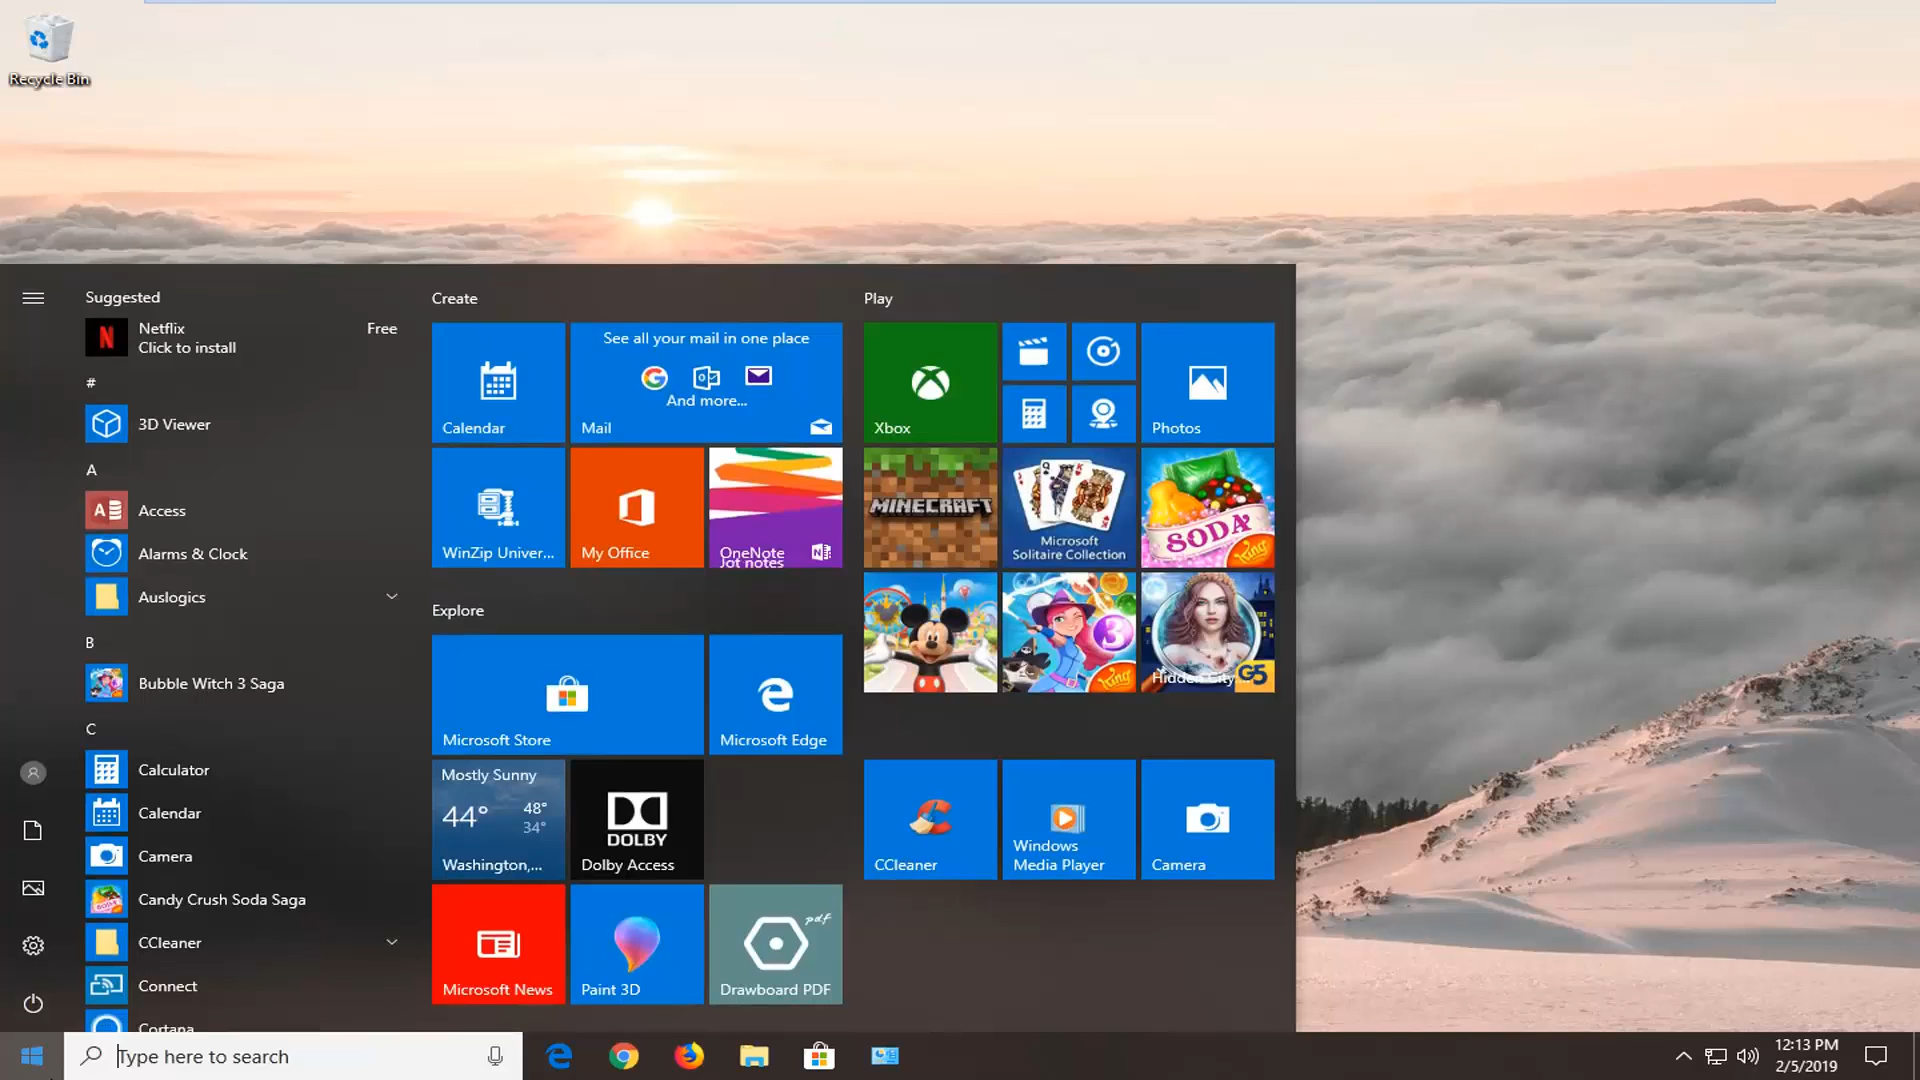 Recycle Bin
Suggested
Netflix
Free
Click to install
#
3D Viewer
A
Access
Alarms & Clock
Auslogics
B
Bubble Witch 3 Saga
C
Calculator
Calendar
Camera
Candy Crush Soda Saga
CCleaner
Connect
Cortana
Create
Calendar
See all your mail in one place
And more...
Mail
WinZip Univer...
My Office
OneNote
Jot notes
Explore
Microsoft Store
Microsoft Edge
Mostly Sunny
44°
48°
34°
Washington,...
DOLBY
Dolby Access
Microsoft News
Paint 3D
pdf
Drawboard PDF
Play
Xbox
Photos
MINECRAFT
Microsoft
Solitaire Collection
SODA
King
3
King
Hidden City...
G5
CCleaner
Windows
Media Player
Camera
Type here to search
12:13 PM
2/5/2019